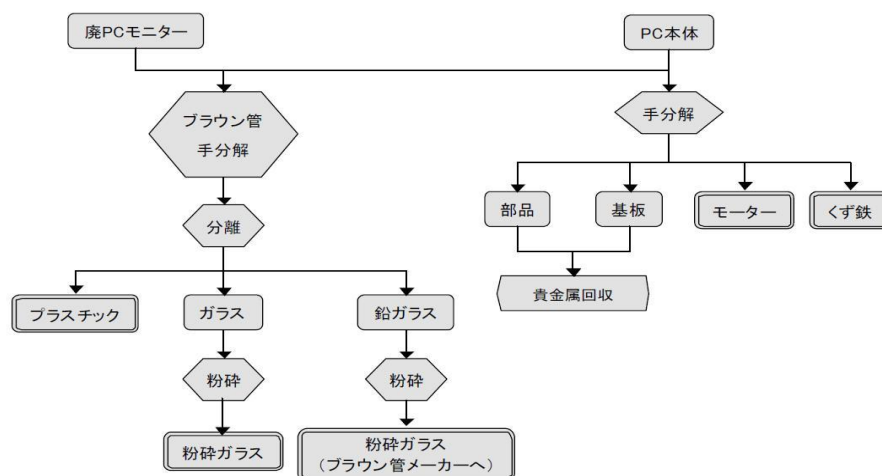 廃PCモニター
PC本体
ブラウン管
手分解
手分解
部品
基板
モーター
くず鉄
分離
貴金属回収
プラスチック
ガラス
鉛ガラス
粉砕
粉砕
粉砕ガラス
粉砕ガラス
(ブラウン管メーカーへ)